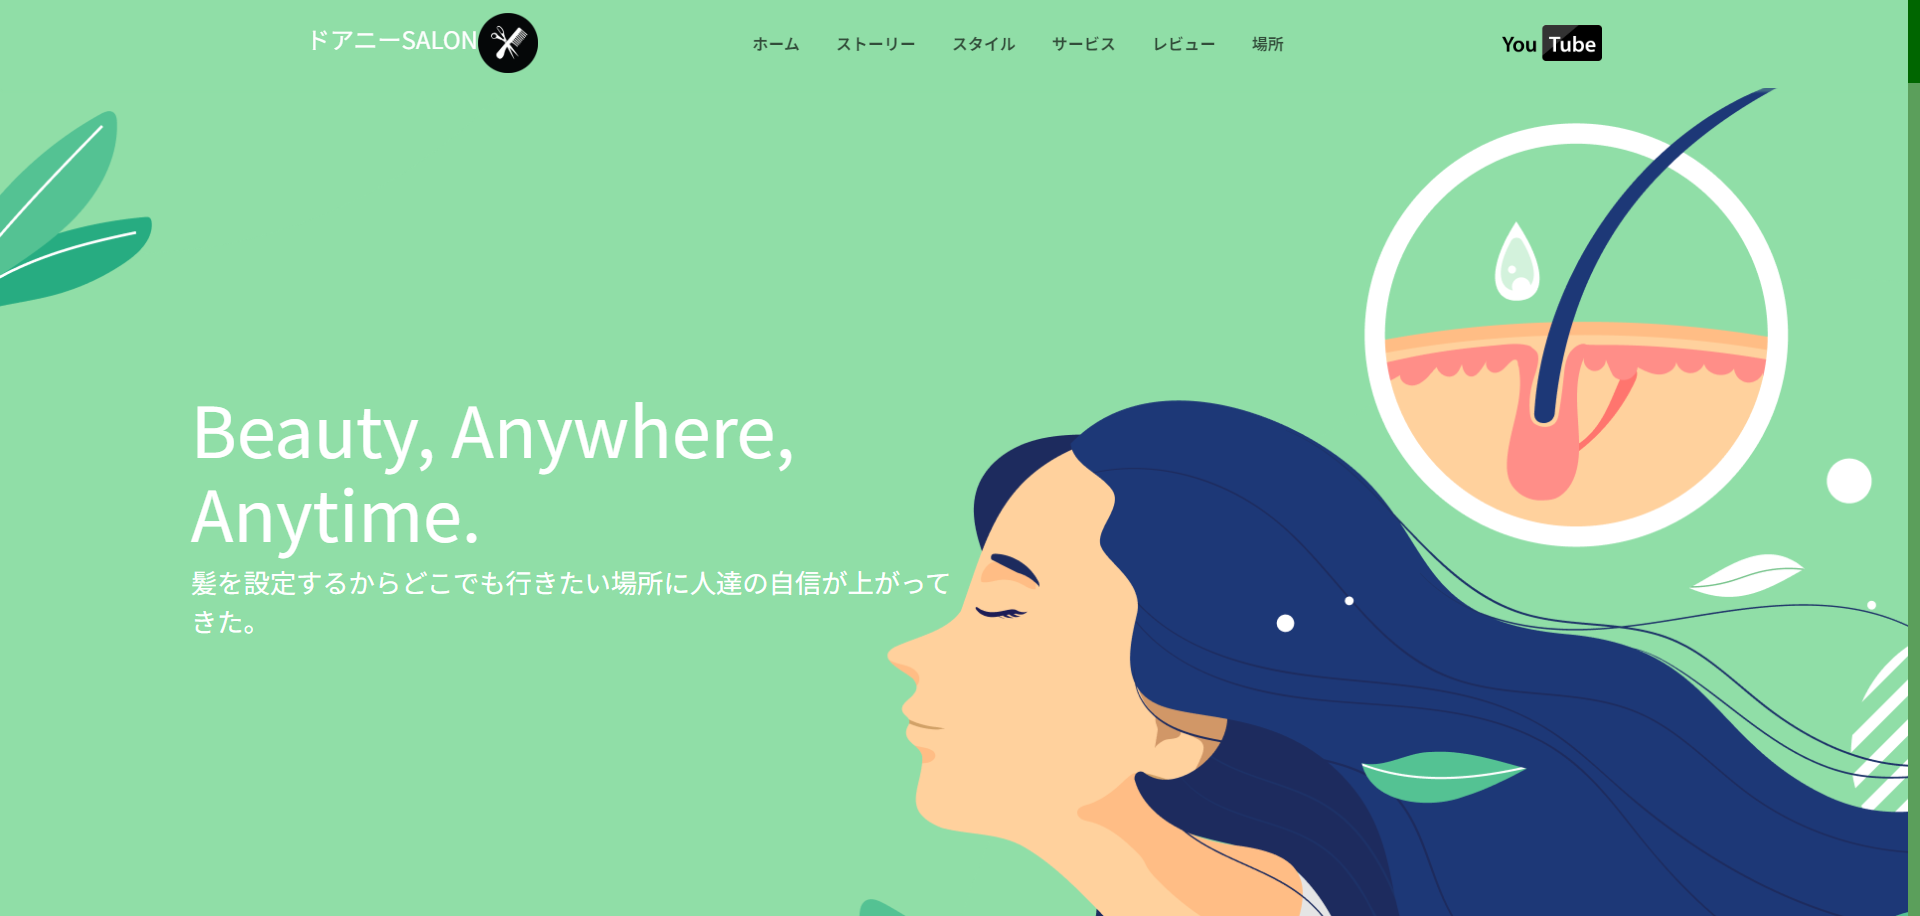 ドアニーSALON
ホーム ストーリー スタイル サービス レビュー 場所
You Tube
Beauty, Anywhere,
Anytime.
髪を設定するからどこでも行きたい場所に人達の自信が上がって
きた。